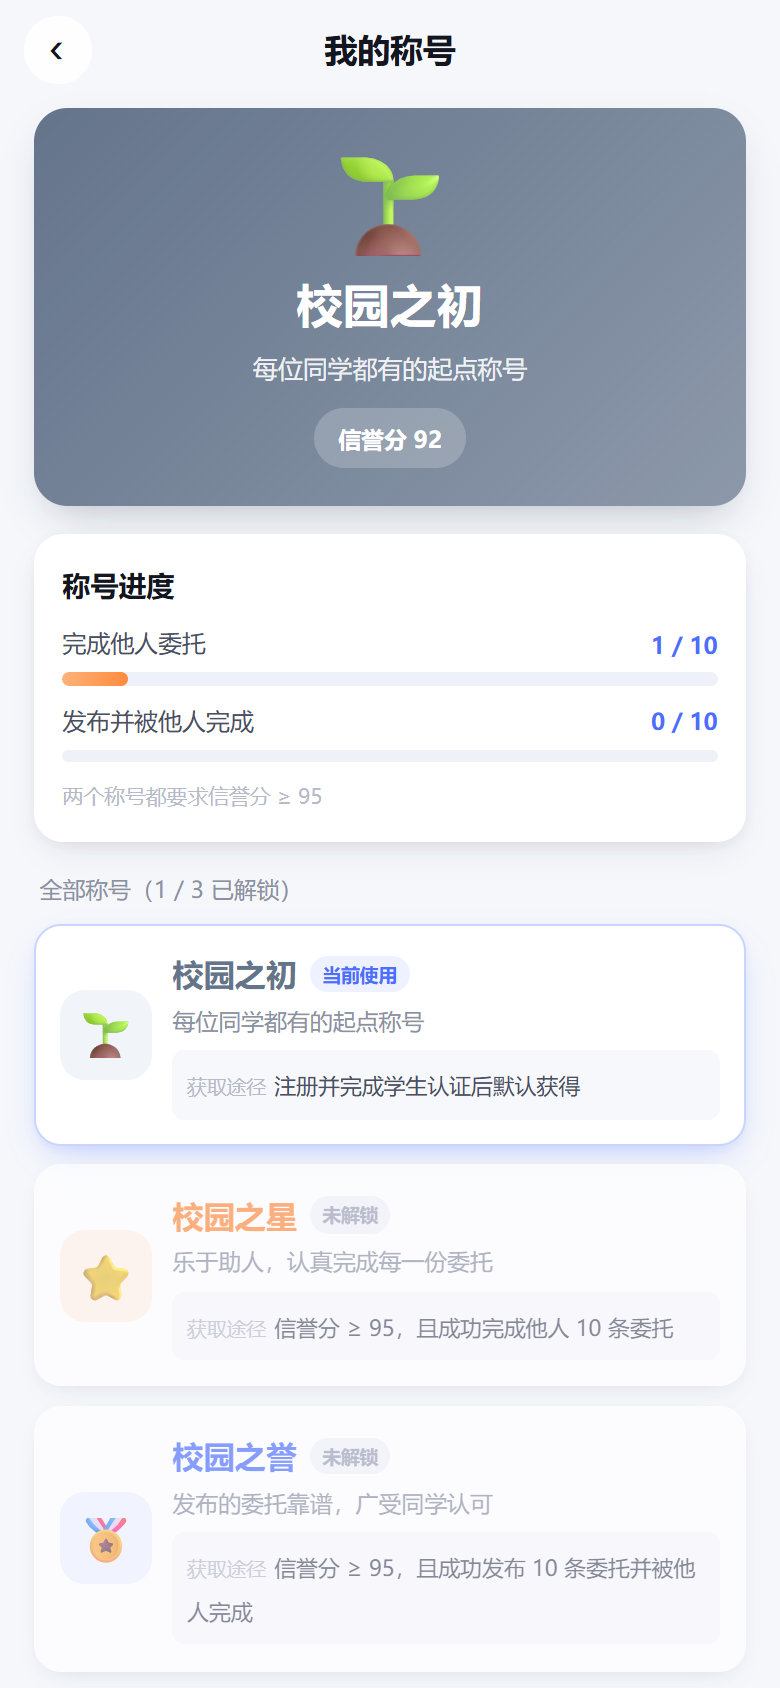 我的称号
校园之初
每位同学都有的起点称号
信誉分 92
称号进度
完成他人委托 1 / 10
发布并被他人完成 0 / 10
两个称号都要求信誉分 ≥ 95
全部称号（1 / 3 已解锁）
校园之初 当前使用
每位同学都有的起点称号
获取途径 注册并完成学生认证后默认获得
校园之星 未解锁
乐于助人，认真完成每一份委托
获取途径 信誉分 ≥ 95，且成功完成他人 10 条委托
校园之誉 未解锁
发布的委托靠谱，广受同学认可
获取途径 信誉分 ≥ 95，且成功发布 10 条委托并被他
人完成